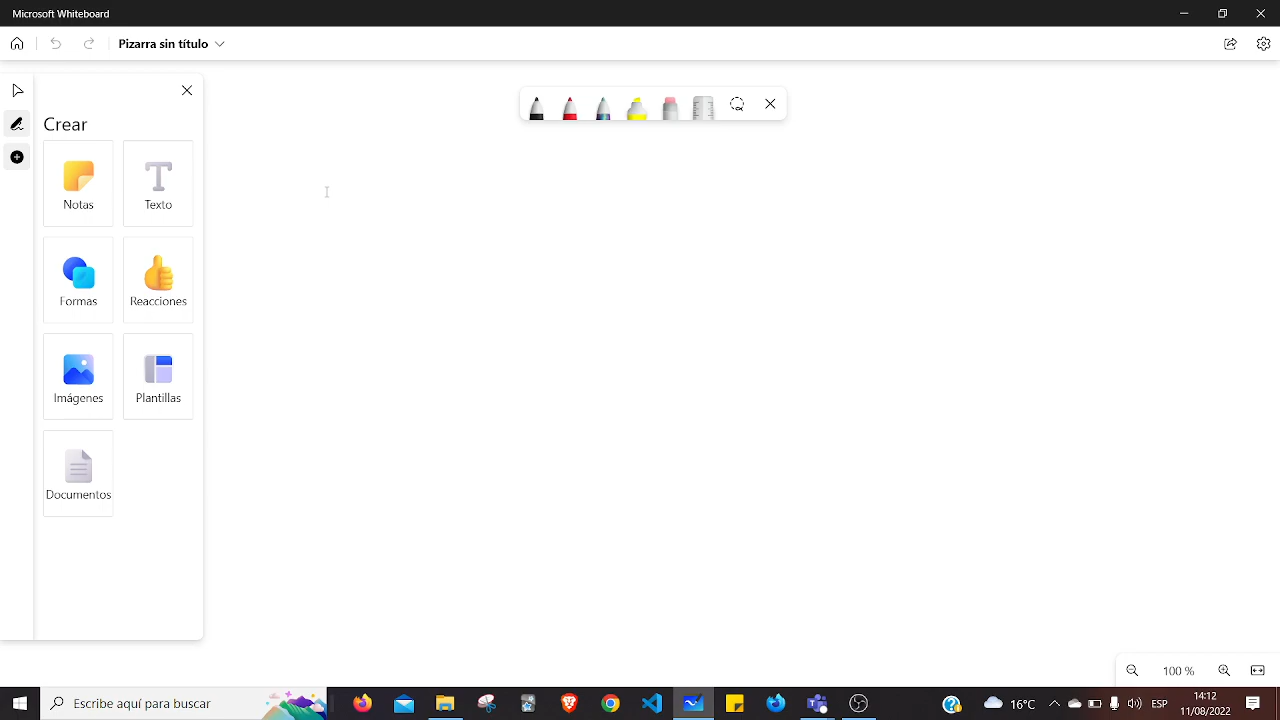 Microsoft Whiteboard
Pizarra sin título
Crear
Notas
Texto
Formas
Reacciones
Imágenes
Plantillas
Documentos
100 %
Escribe aquí para buscar
16°C
ESP
14:12
11/08/2022